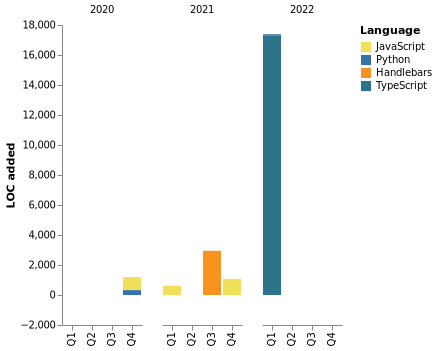 2020 2021 2022
Language
JavaScript
Python
Handlebars
TypeScript
LOC added
18,000
16,000
14,000
12,000
10,000
8,000
6,000
4,000
2,000
0
−2,000
Q1 Q2 Q3 Q4 Q1 Q2 Q3 Q4 Q1 Q2 Q3 Q4